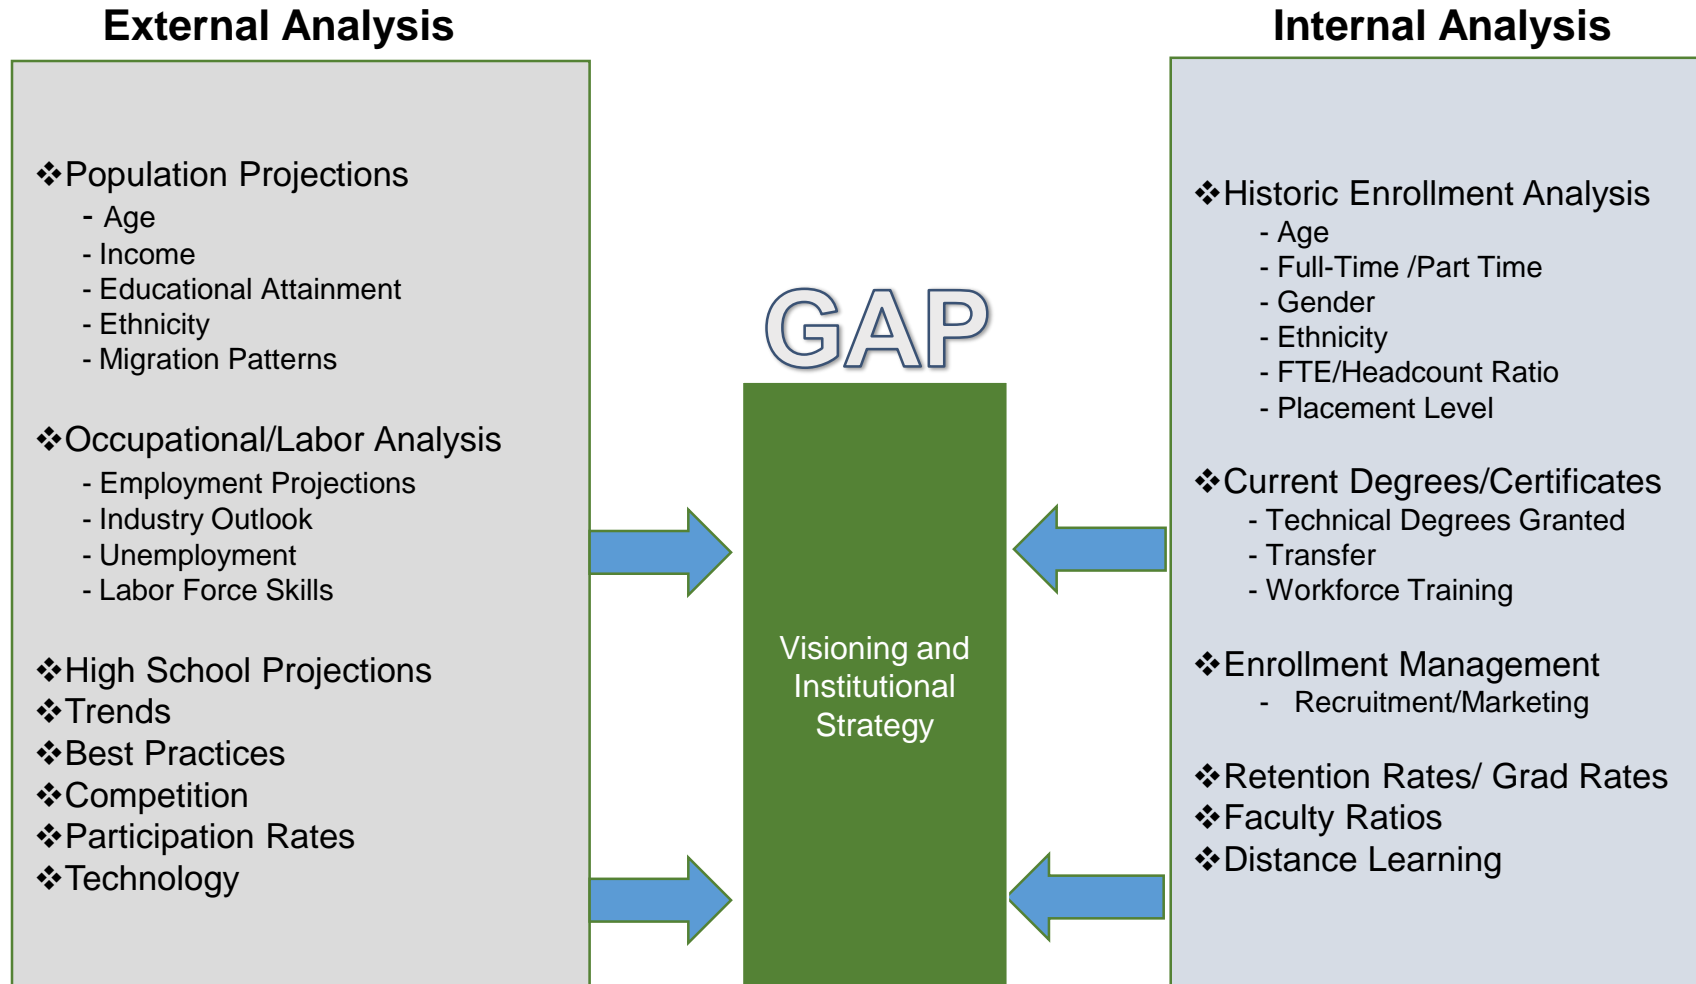 External Analysis
❖Population Projections
- Age
- Income
- Educational Attainment
- Ethnicity
- Migration Patterns
❖Occupational/Labor Analysis
- Employment Projections
- Industry Outlook
- Unemployment
- Labor Force Skills
❖High School Projections
❖Trends
❖Best Practices
❖Competition
❖Participation Rates
❖Technology
GAP
Visioning and
Institutional
Strategy
Internal Analysis
❖Historic Enrollment Analysis
- Age
- Full-Time /Part Time
- Gender
- Ethnicity
- FTE/Headcount Ratio
- Placement Level
❖Current Degrees/Certificates
- Technical Degrees Granted
- Transfer
- Workforce Training
❖Enrollment Management
- Recruitment/Marketing
❖Retention Rates/ Grad Rates
❖Faculty Ratios
❖Distance Learning